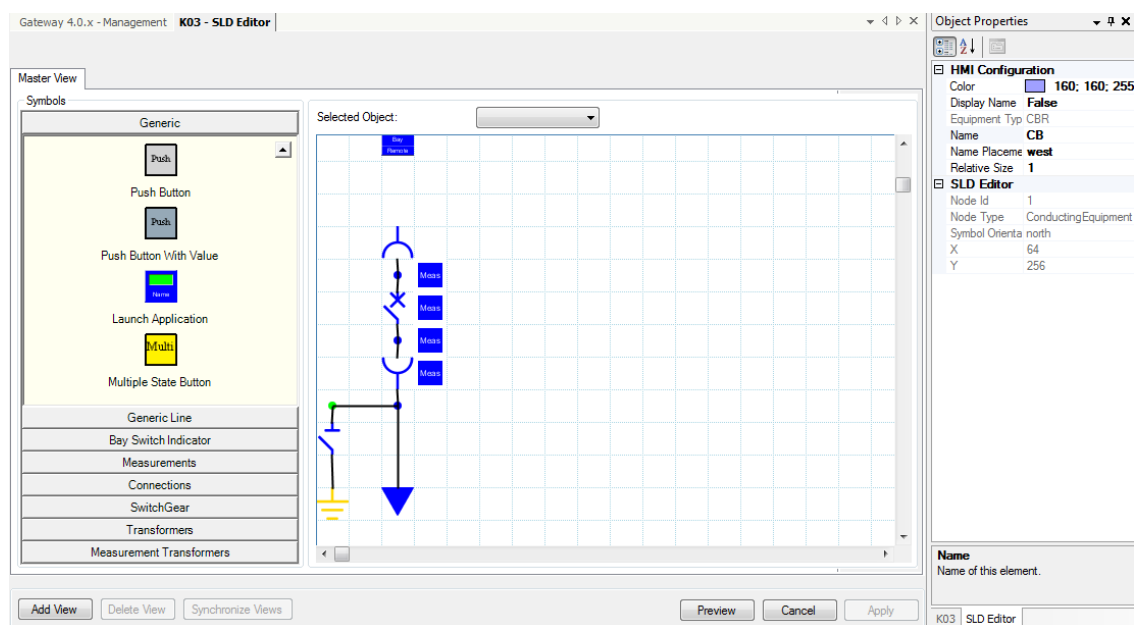 Gateway 4.0.x - Management K03 - SLD Editor
Master View
Symbols
Generic
Push
Push Button
Push
Push Button With Value
Name
Launch Application
Multi
Multiple State Button
Generic Line
Bay Switch Indicator
Measurements
Connections
SwitchGear
Transformers
Measurement Transformers
Selected Object:
Bay
Remote
Meas
Meas
Meas
Meas
Add View Delete View Synchronize Views Preview Cancel Apply
Object Properties
HMI Configuration
Color 160; 160; 255
Display Name False
Equipment Typ CBR
Name CB
Name Placeme west
Relative Size 1
SLD Editor
Node Id 1
Node Type ConductingEquipment
Symbol Orienta north
X 64
Y 256
Name
Name of this element.
K03 SLD Editor